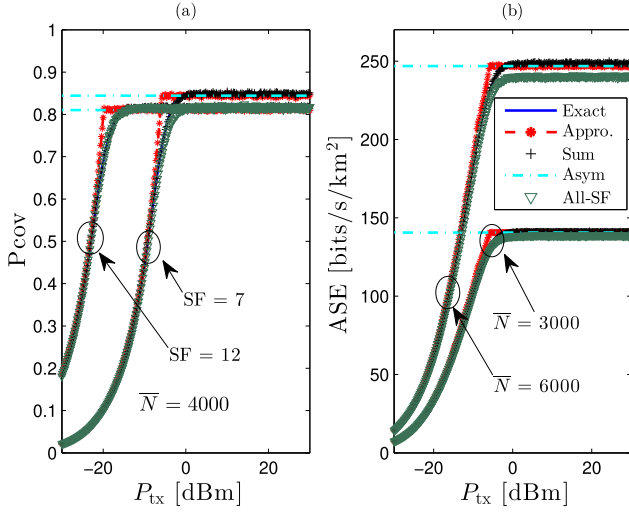 (a)
1
0.9
0.8
0.7
0.6
0.5
0.4
0.3
0.2
0.1
0
−20 0 20
Pcov
P_tx [dBm]
SF = 7
SF = 12
N̅ = 4000
(b)
250
200
150
100
50
0
−20 0 20
ASE [bits/s/km²]
P_tx [dBm]
Exact
Appro.
Sum
Asym
All-SF
N̅ = 3000
N̅ = 6000